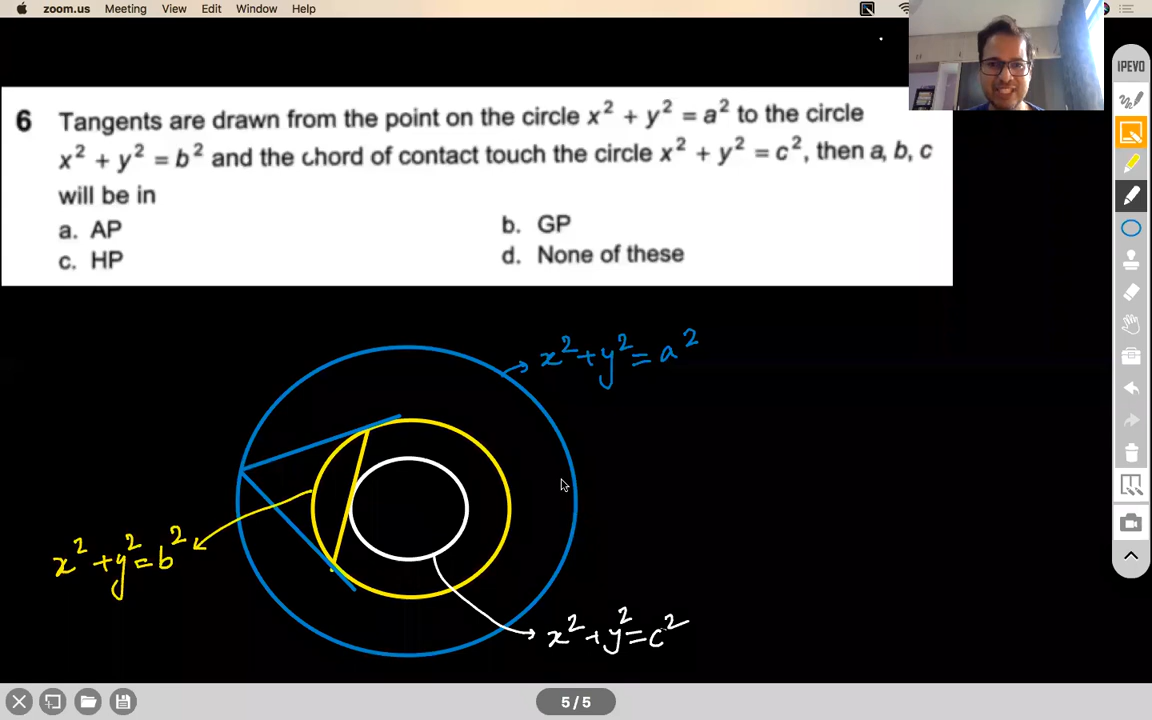 zoom.us Meeting View Edit Window Help
IPEVO
6 Tangents are drawn from the point on the circle x² + y² = a² to the circle
x² + y² = b² and the chord of contact touch the circle x² + y² = c², then a, b, c
will be in
a. AP b. GP
c. HP d. None of these
x²+y²=a²
x²+y²=b²
x²+y²=c²
5/5